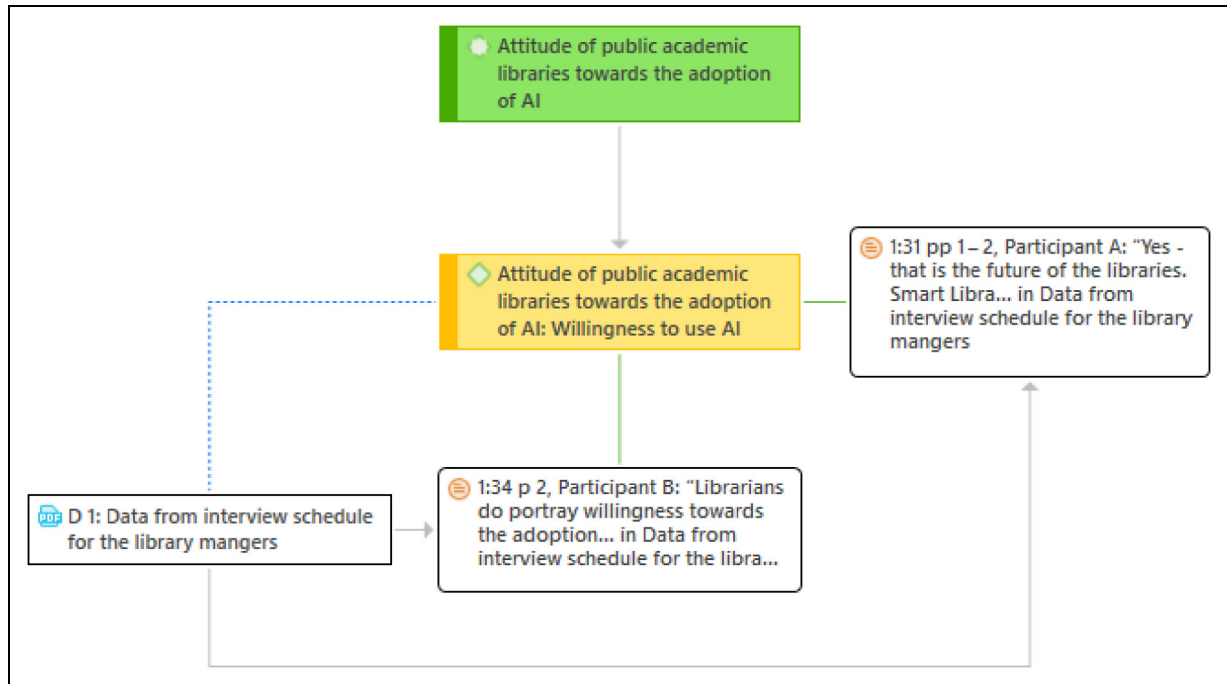 Attitude of public academic
libraries towards the adoption
of AI
Attitude of public academic
libraries towards the adoption
of AI: Willingness to use AI
1:31 pp 1–2, Participant A: “Yes -
that is the future of the libraries.
Smart Libra... in Data from
interview schedule for the library
mangers
1:34 p 2, Participant B: “Librarians
do portray willingness towards
the adoption... in Data from
interview schedule for the libra...
PDF
D 1: Data from interview schedule
for the library mangers